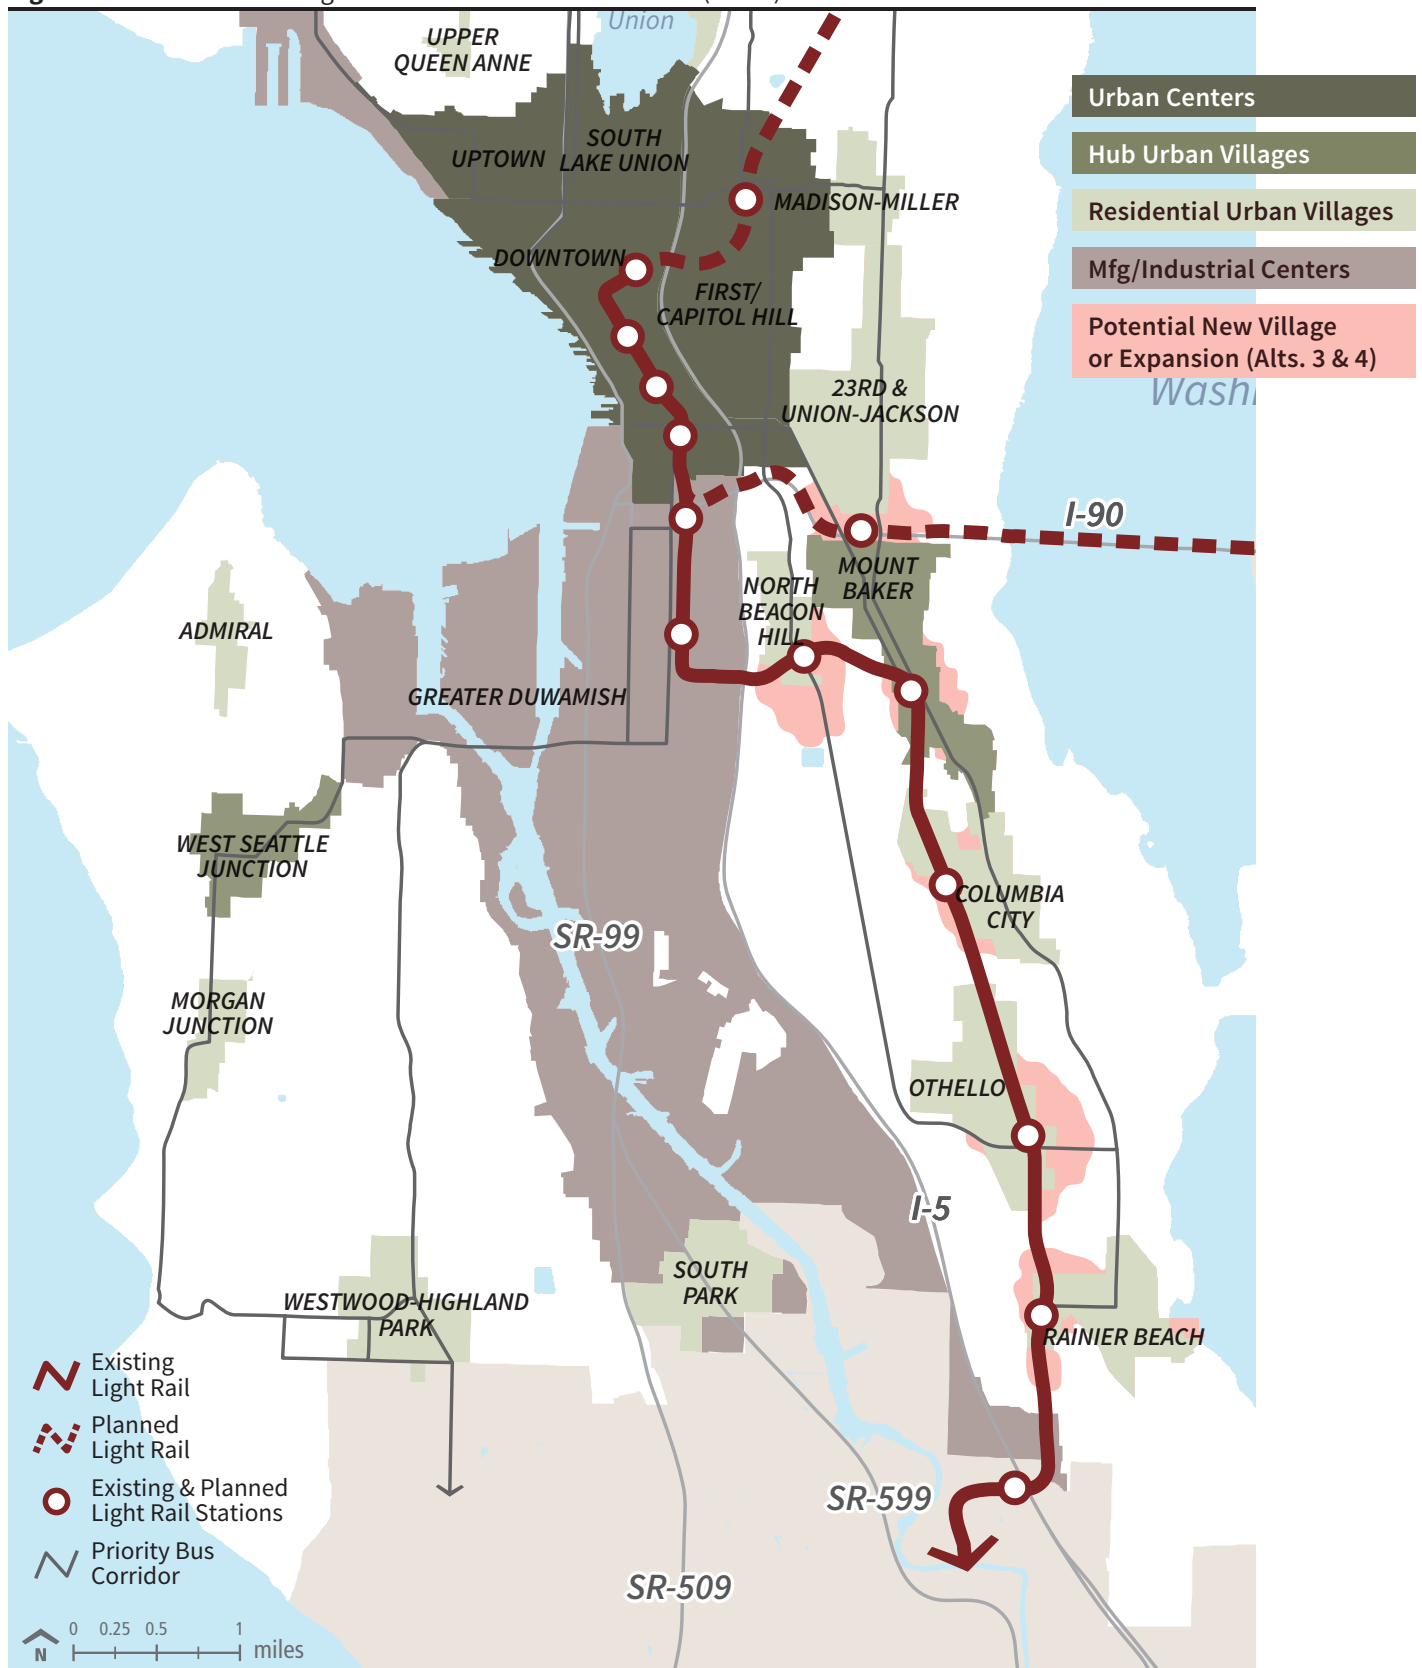 Union
UPPER
QUEEN ANNE
Urban Centers
Hub Urban Villages
Residential Urban Villages
Mfg/Industrial Centers
Potential New Village
or Expansion (Alts. 3 & 4)
SOUTH
LAKE UNION
UPTOWN
MADISON-MILLER
DOWNTOWN
FIRST/
CAPITOL HILL
23RD &
UNION-JACKSON
I-90
MOUNT
BAKER
NORTH
BEACON
HILL
ADMIRAL
GREATER DUWAMISH
WEST SEATTLE
JUNCTION
COLUMBIA
CITY
SR-99
MORGAN
JUNCTION
OTHELLO
I-5
SOUTH
PARK
WESTWOOD-HIGHLAND
PARK
RAINIER BEACH
SR-599
SR-509
Existing
Light Rail
Planned
Light Rail
Existing & Planned
Light Rail Stations
Priority Bus
Corridor
N
0 0.25 0.5 1
miles